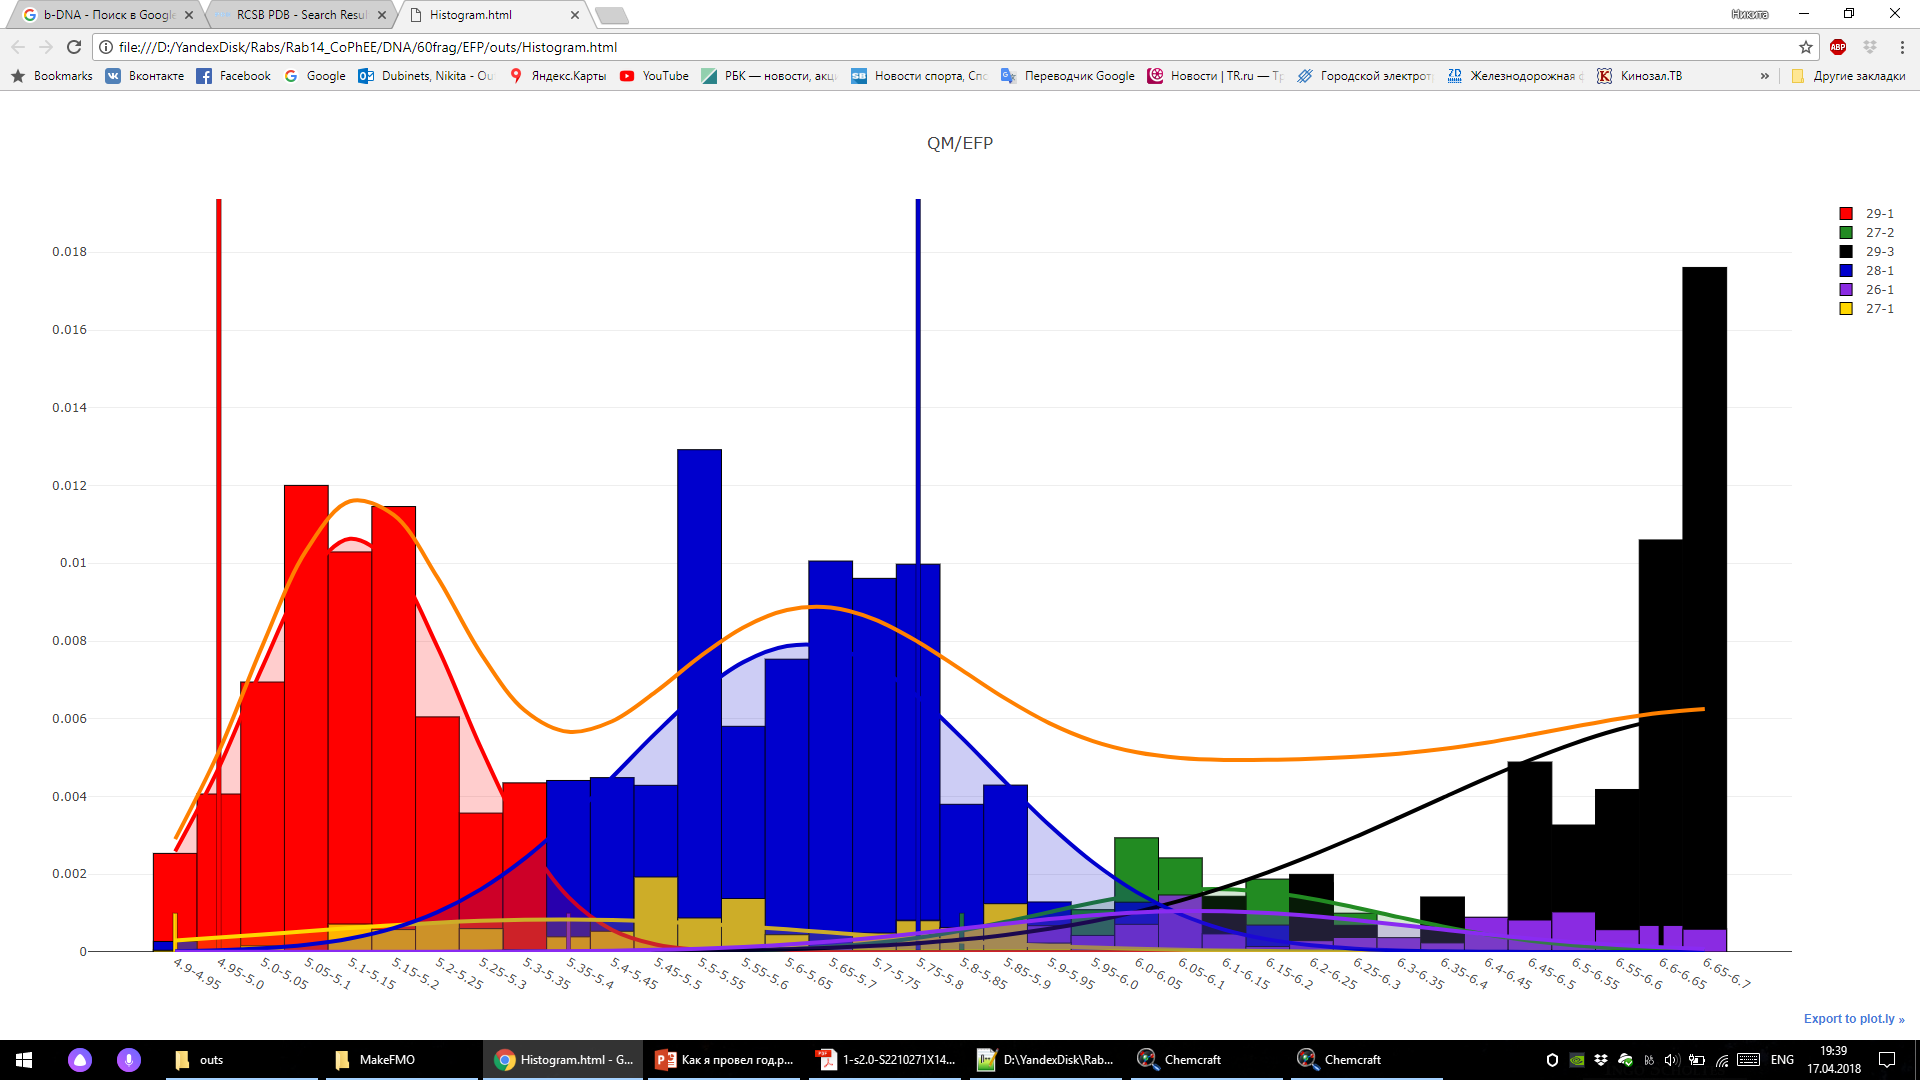 b-DNA - Поиск в Google
RCSB PDB - Search Resul
Histogram.html
Никита
file:///D:/YandexDisk/Rabs/Rab14_CoPhEE/DNA/60frag/EFP/outs/Histogram.html
ABP
Bookmarks Вконтакте Facebook Google Dubinets, Nikita - Ou Яндекс.Карты YouTube РБК — новости, акц Новости спорта, Спо Переводчик Google Новости | TR.ru — Тр Городской электрот Железнодорожная Кинозал.ТВ » Другие закладки
QM/EFP
29-1
27-2
29-3
28-1
26-1
27-1
0.018
0.016
0.014
0.012
0.01
0.008
0.006
0.004
0.002
0
4.9-4.95 4.95-5.0 5.0-5.05 5.05-5.1 5.1-5.15 5.15-5.2 5.2-5.25 5.25-5.3 5.3-5.35 5.35-5.4 5.4-5.45 5.45-5.5 5.5-5.55 5.55-5.6 5.6-5.65 5.65-5.7 5.7-5.75 5.75-5.8 5.8-5.85 5.85-5.9 5.9-5.95 5.95-6.0 6.0-6.05 6.05-6.1 6.1-6.15 6.15-6.2 6.2-6.25 6.25-6.3 6.3-6.35 6.35-6.4 6.4-6.45 6.45-6.5 6.5-6.55 6.55-6.6 6.6-6.65 6.65-6.7
Export to plot.ly »
outs MakeFMO Histogram.html - G... Как я провел год.p... 1-s2.0-S2210271X14... D:\YandexDisk\Rab... Chemcraft Chemcraft ENG
19:39
17.04.2018